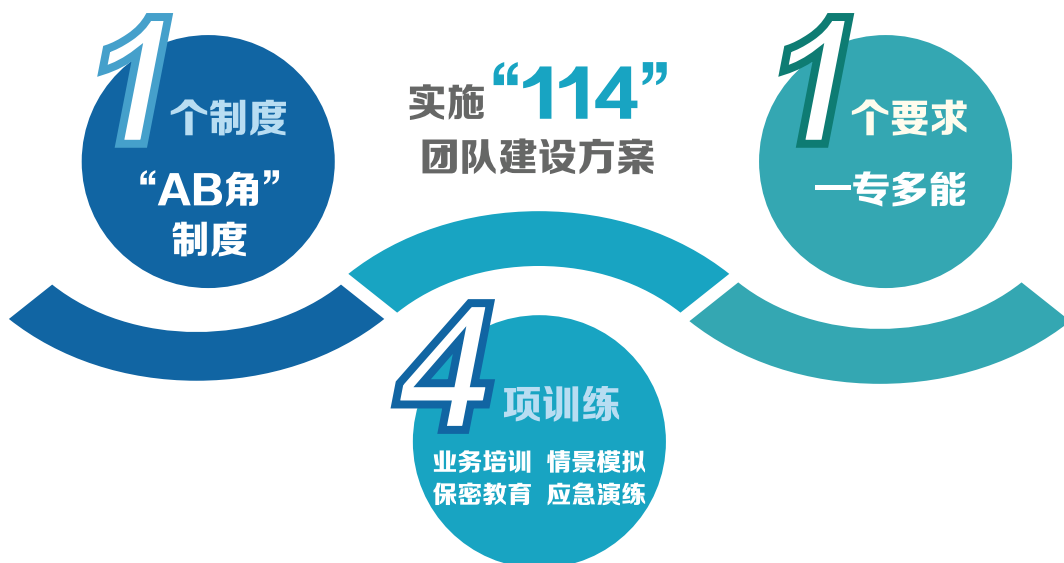 实施“114”
团队建设方案
1个制度
“AB角”
制度
4项训练
业务培训 情景模拟
保密教育 应急演练
1个要求
一专多能